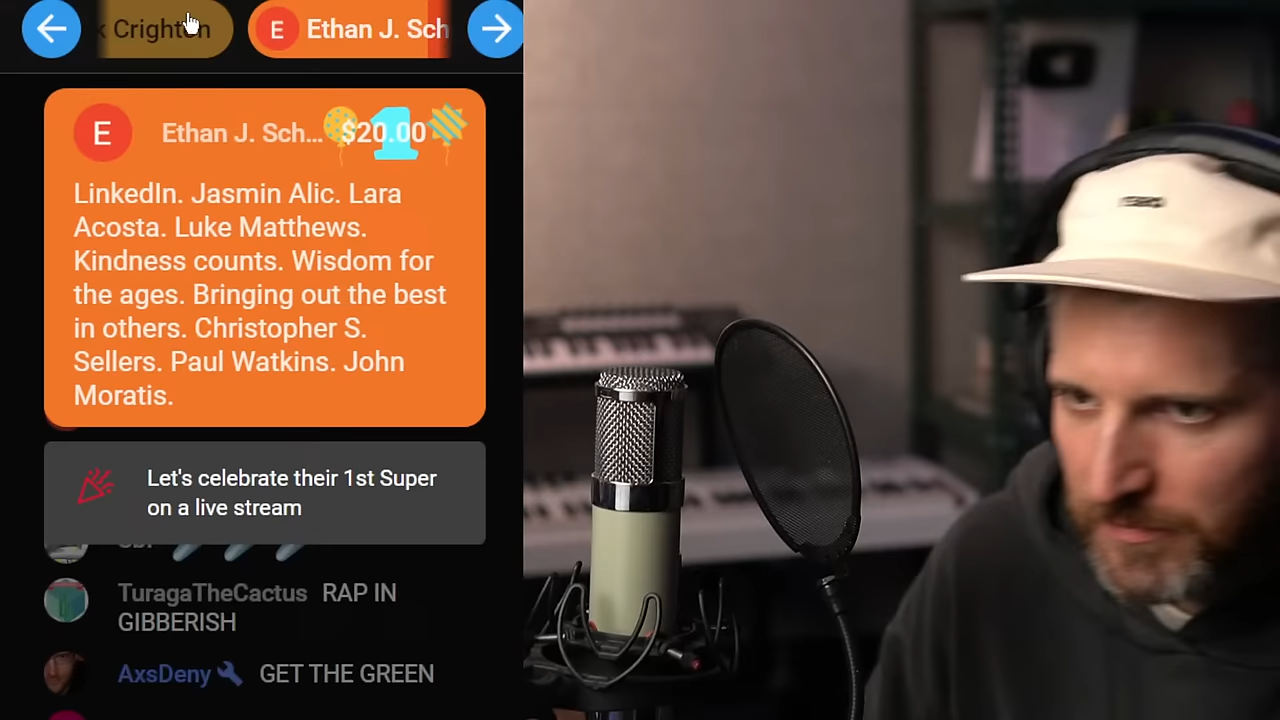 Crighton
E Ethan J. Sch
E Ethan J. Sch... $20.00
1
LinkedIn. Jasmin Alic. Lara
Acosta. Luke Matthews.
Kindness counts. Wisdom for
the ages. Bringing out the best
in others. Christopher S.
Sellers. Paul Watkins. John
Moratis.
Let's celebrate their 1st Super
on a live stream
TuragaTheCactus RAP IN
GIBBERISH
AxsDeny GET THE GREEN